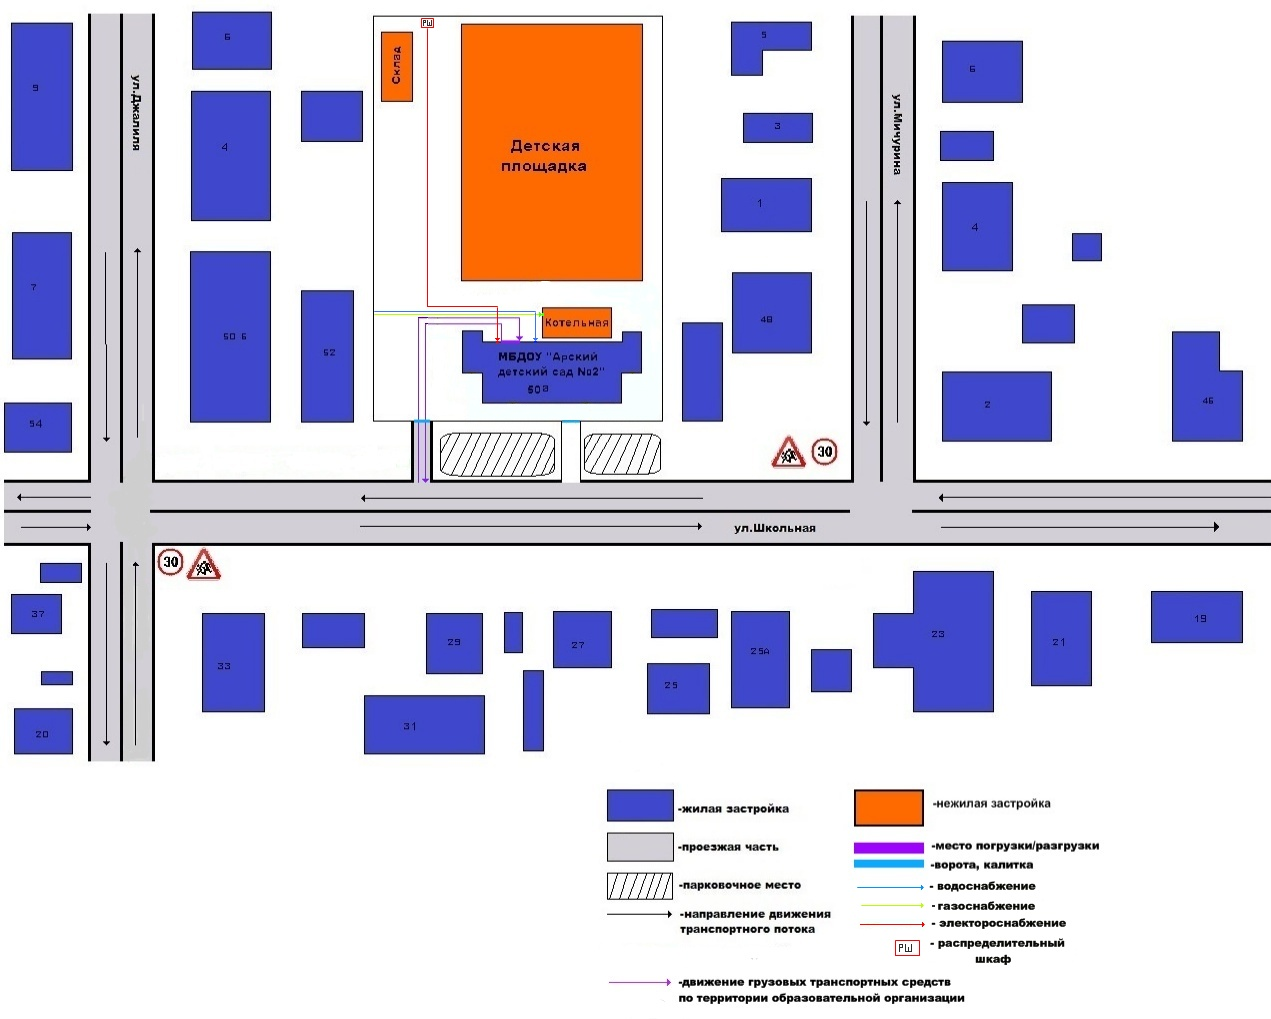 9
ул.Джалиля
6
4
РШ
Склад
Детская
площадка
5
3
1
ул.Мичурина
6
4
7
50 Б
52
Котельная
МБДОУ "Арский
детский сад №2"
50В
48
2
46
54
30
ул.Школьная
30
37
33
29
27
25А
25
23
21
19
31
20
-жилая застройка
-нежилая застройка
-проезжая часть
-место погрузки/разгрузки
-ворота, калитка
-парковочное место
- водоснабжение
- газоснабжение
-направление движения
транспортного потока
- электороснабжение
РШ
- распределительный
шкаф
-движение грузовых транспортных средств
по территории образовательной организации